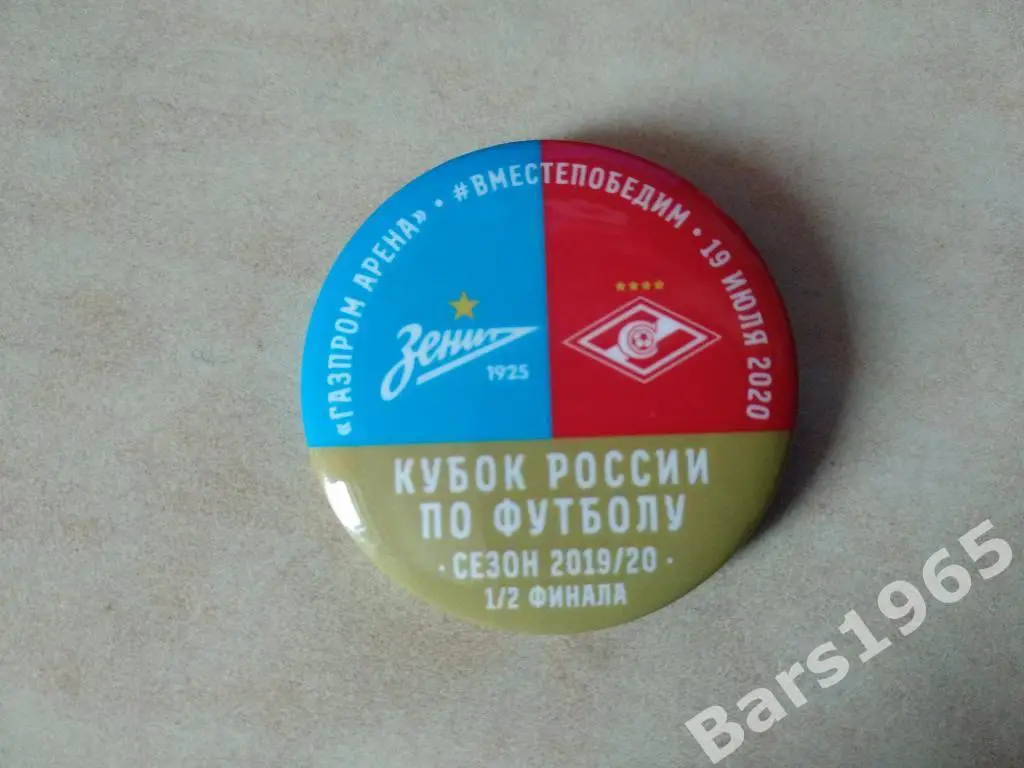 «ГАЗПРОМ АРЕНА» • #ВМЕСТЕПОБЕДИМ • 19 ИЮЛЯ 2020
Зенит
1925
КУБОК РОССИИ
ПО ФУТБОЛУ
• СЕЗОН 2019/20 •
1/2 ФИНАЛА
Bars1965